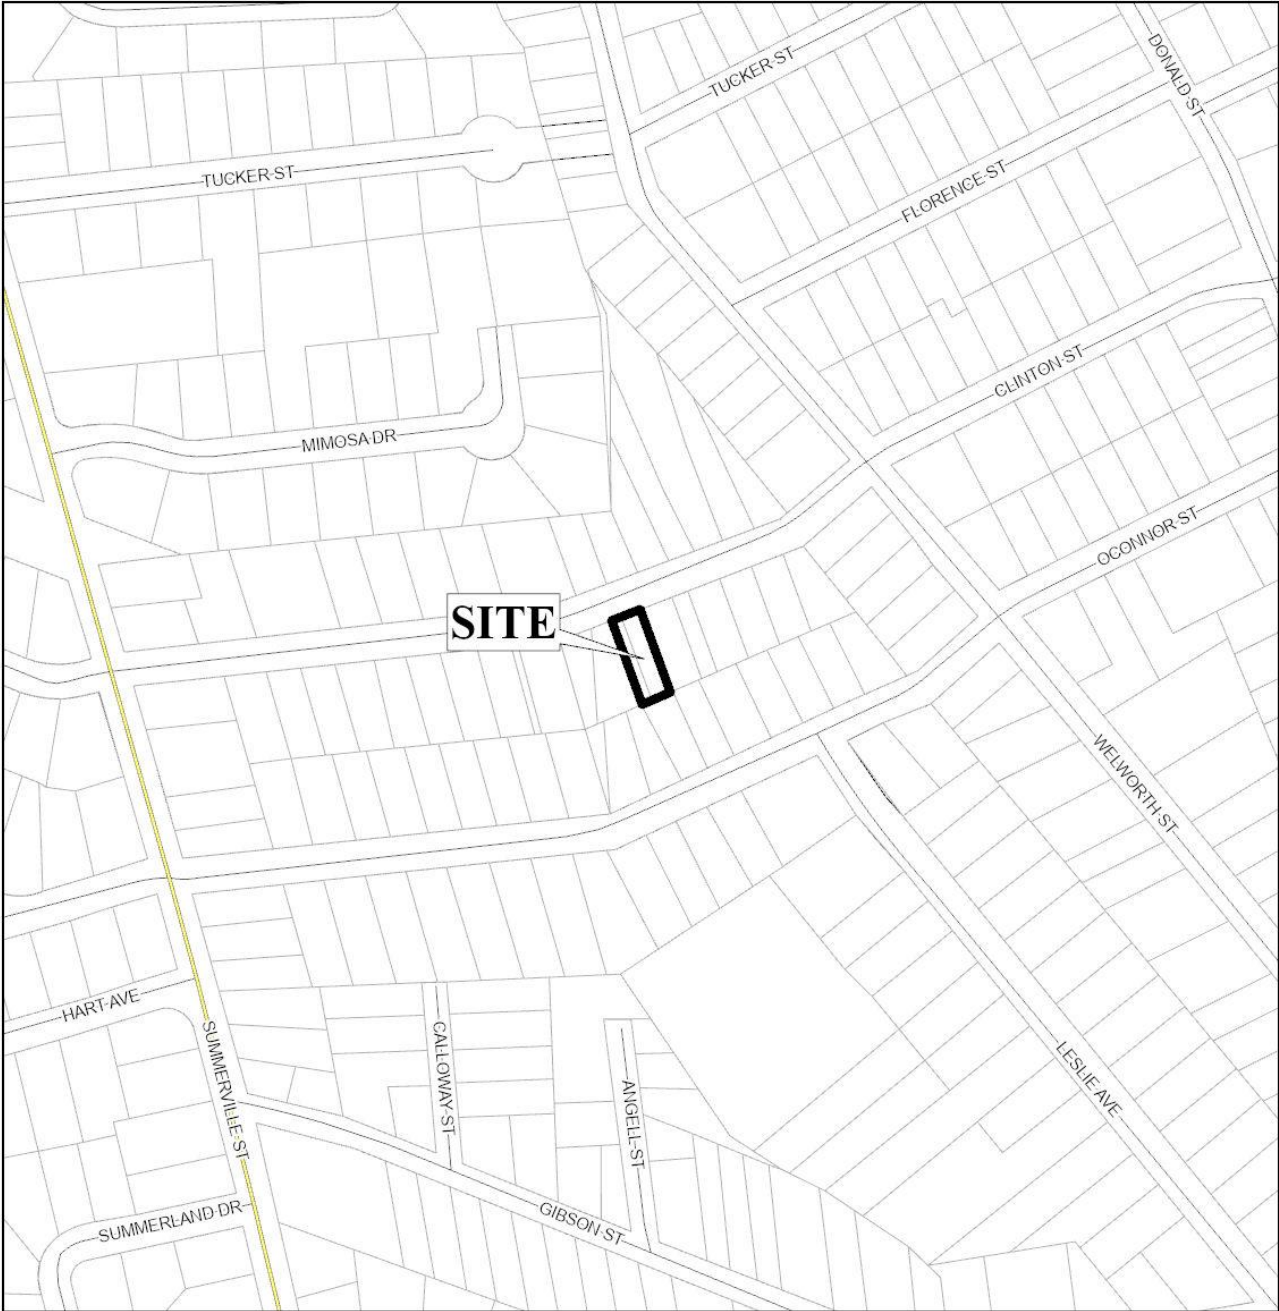 TUCKER ST
DONALD ST
TUCKER ST
FLORENCE ST
CLINTON ST
MIMOSA DR
OCONNOR ST
SITE
WELWORTH ST
HART AVE
SUMMERVILLE ST
CALLOWAY ST
ANGELL ST
LESLIE AVE
SUMMERLAND DR
GIBSON ST